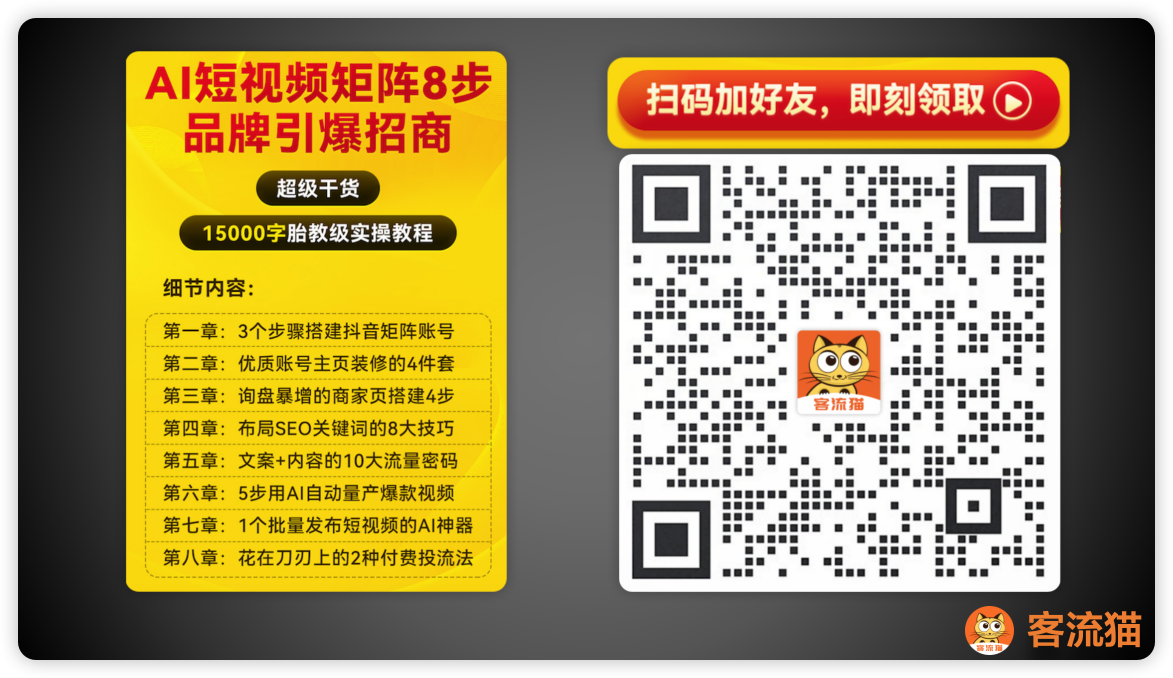 AI短视频矩阵8步
品牌引爆招商
超级干货
15000字胎教级实操教程
细节内容：
第一章：3个步骤搭建抖音矩阵账号
第二章：优质账号主页装修的4件套
第三章：询盘暴增的商家页搭建4步
第四章：布局SEO关键词的8大技巧
第五章：文案+内容的10大流量密码
第六章：5步用AI自动量产爆款视频
第七章：1个批量发布短视频的AI神器
第八章：花在刀刃上的2种付费投流法
扫码加好友，即刻领取
客流猫
客流猫
客流猫